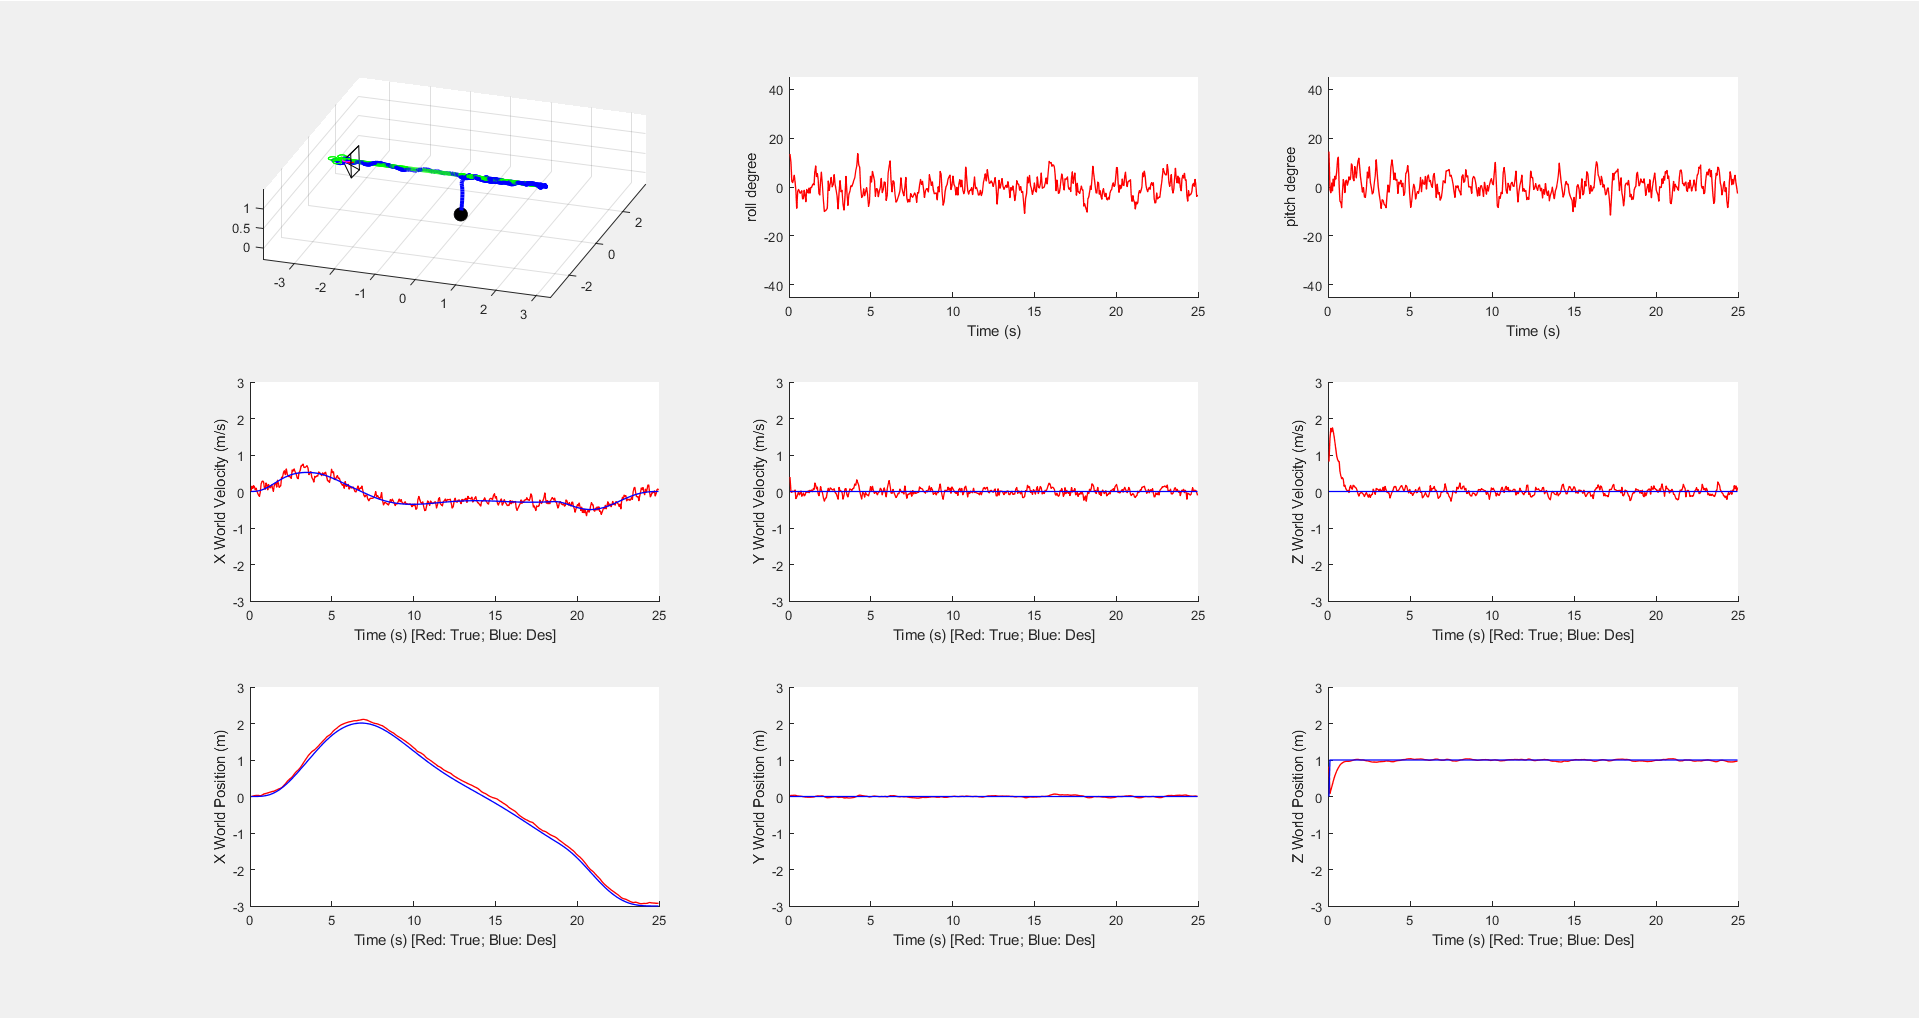 1
0.5
0
-3
-2
-1
0
1
2
3
-2
0
2
roll degree
40
20
0
-20
-40
0 5 10 15 20 25
Time (s)
pitch degree
40
20
0
-20
-40
0 5 10 15 20 25
Time (s)
X World Velocity (m/s)
3
2
1
0
-1
-2
-3
0 5 10 15 20 25
Time (s) [Red: True; Blue: Des]
Y World Velocity (m/s)
3
2
1
0
-1
-2
-3
0 5 10 15 20 25
Time (s) [Red: True; Blue: Des]
Z World Velocity (m/s)
3
2
1
0
-1
-2
-3
0 5 10 15 20 25
Time (s) [Red: True; Blue: Des]
X World Position (m)
3
2
1
0
-1
-2
-3
0 5 10 15 20 25
Time (s) [Red: True; Blue: Des]
Y World Position (m)
3
2
1
0
-1
-2
-3
0 5 10 15 20 25
Time (s) [Red: True; Blue: Des]
Z World Position (m)
3
2
1
0
-1
-2
-3
0 5 10 15 20 25
Time (s) [Red: True; Blue: Des]